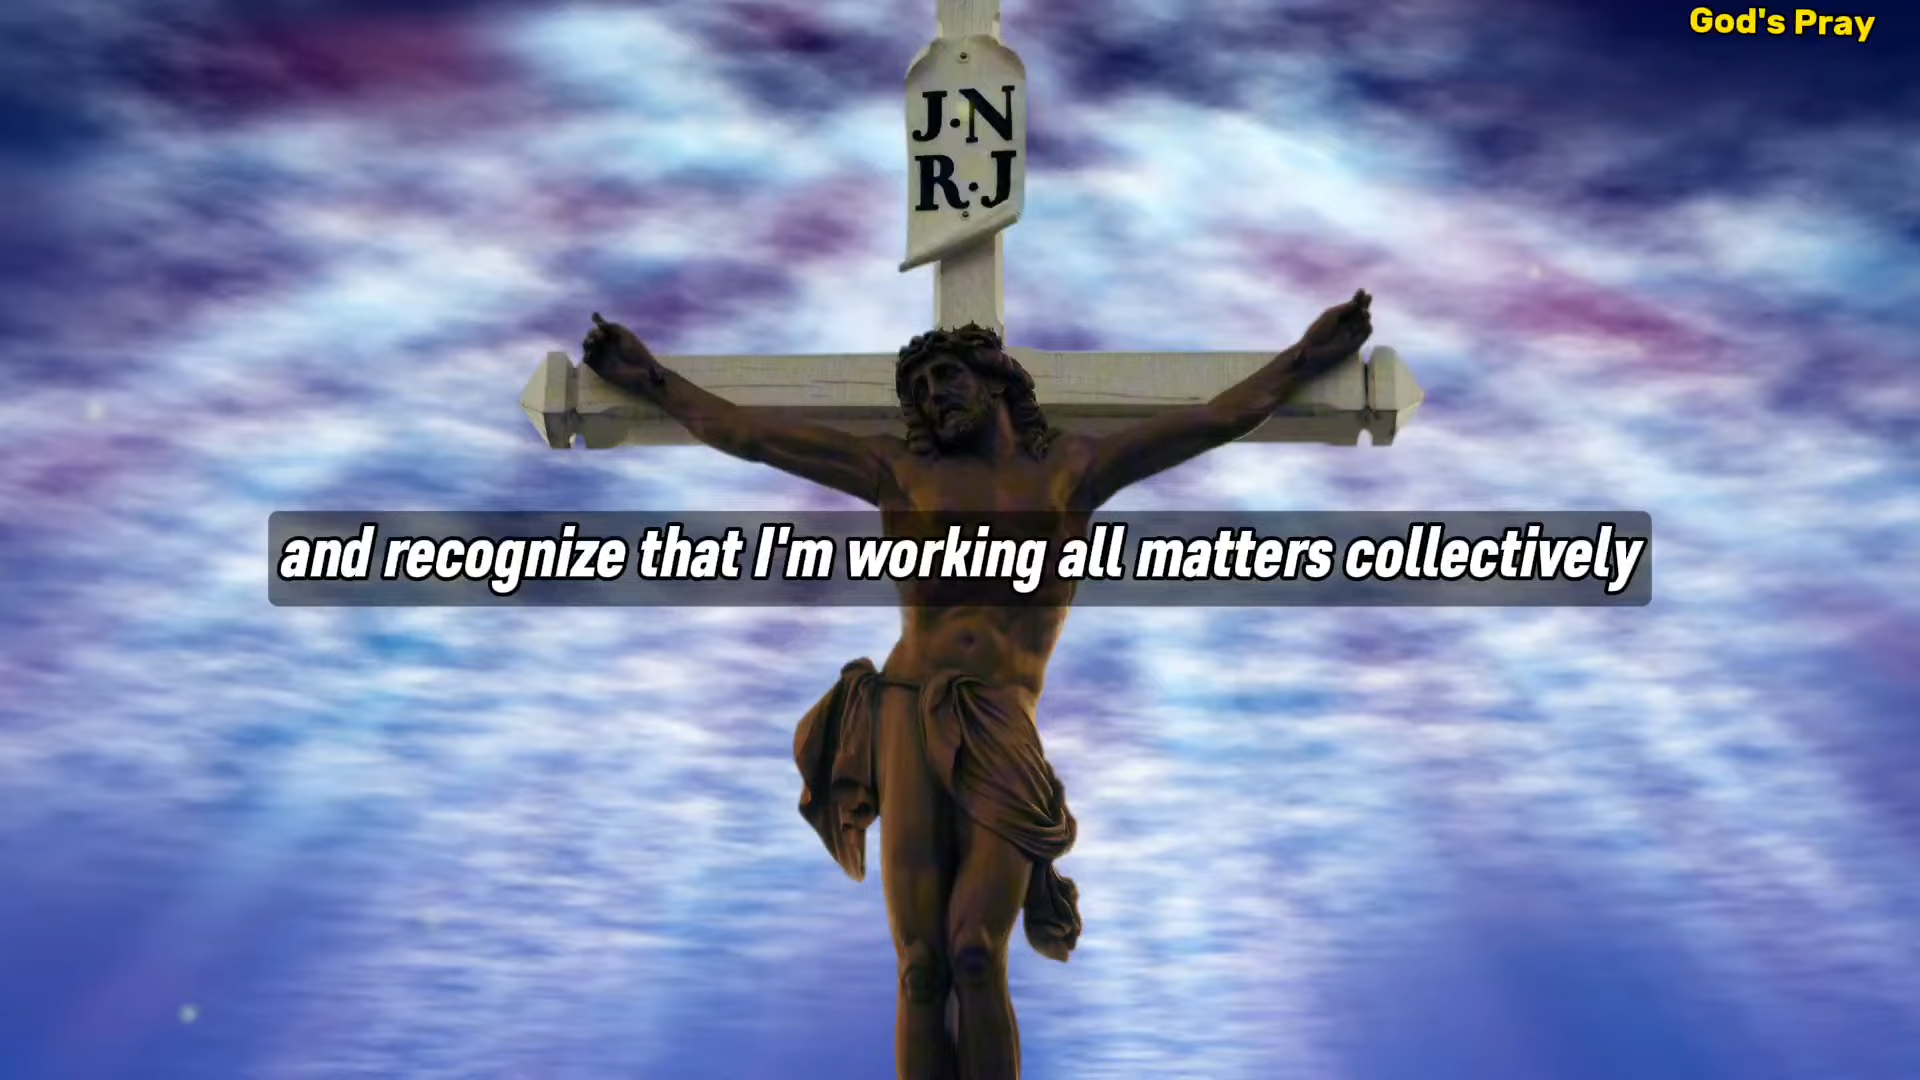 God's Pray
J·N
R·J
and recognize that I'm working all matters collectively